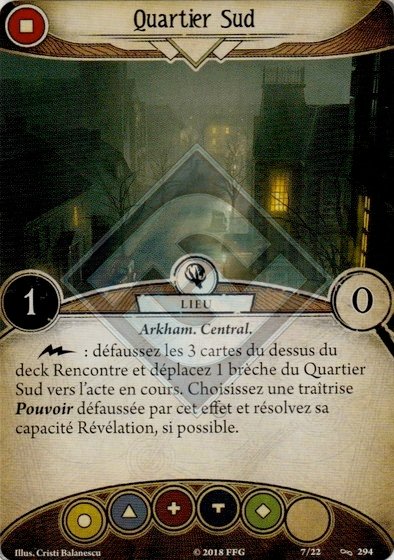 Quartier Sud
1
LIEU
0
Arkham. Central.
: défaussez les 3 cartes du dessus du
deck Rencontre et déplacez 1 brèche du Quartier
Sud vers l'acte en cours. Choisissez une traîtrise
Pouvoir défaussée par cet effet et résolvez sa
capacité Révélation, si possible.
Illus. Cristi Balanescu
© 2018 FFG
7/22
294